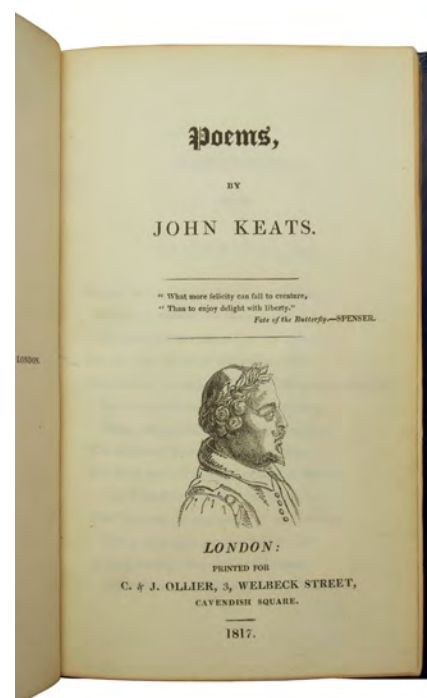 LONDON.
Poems,
BY
JOHN KEATS.
" What more felicity can fall to creature,
" Than to enjoy delight with liberty."
Fate of the Butterfly.—SPENSER.
LONDON:
PRINTED FOR
C. & J. OLLIER, 3, WELBECK STREET,
CAVENDISH SQUARE.
1817.